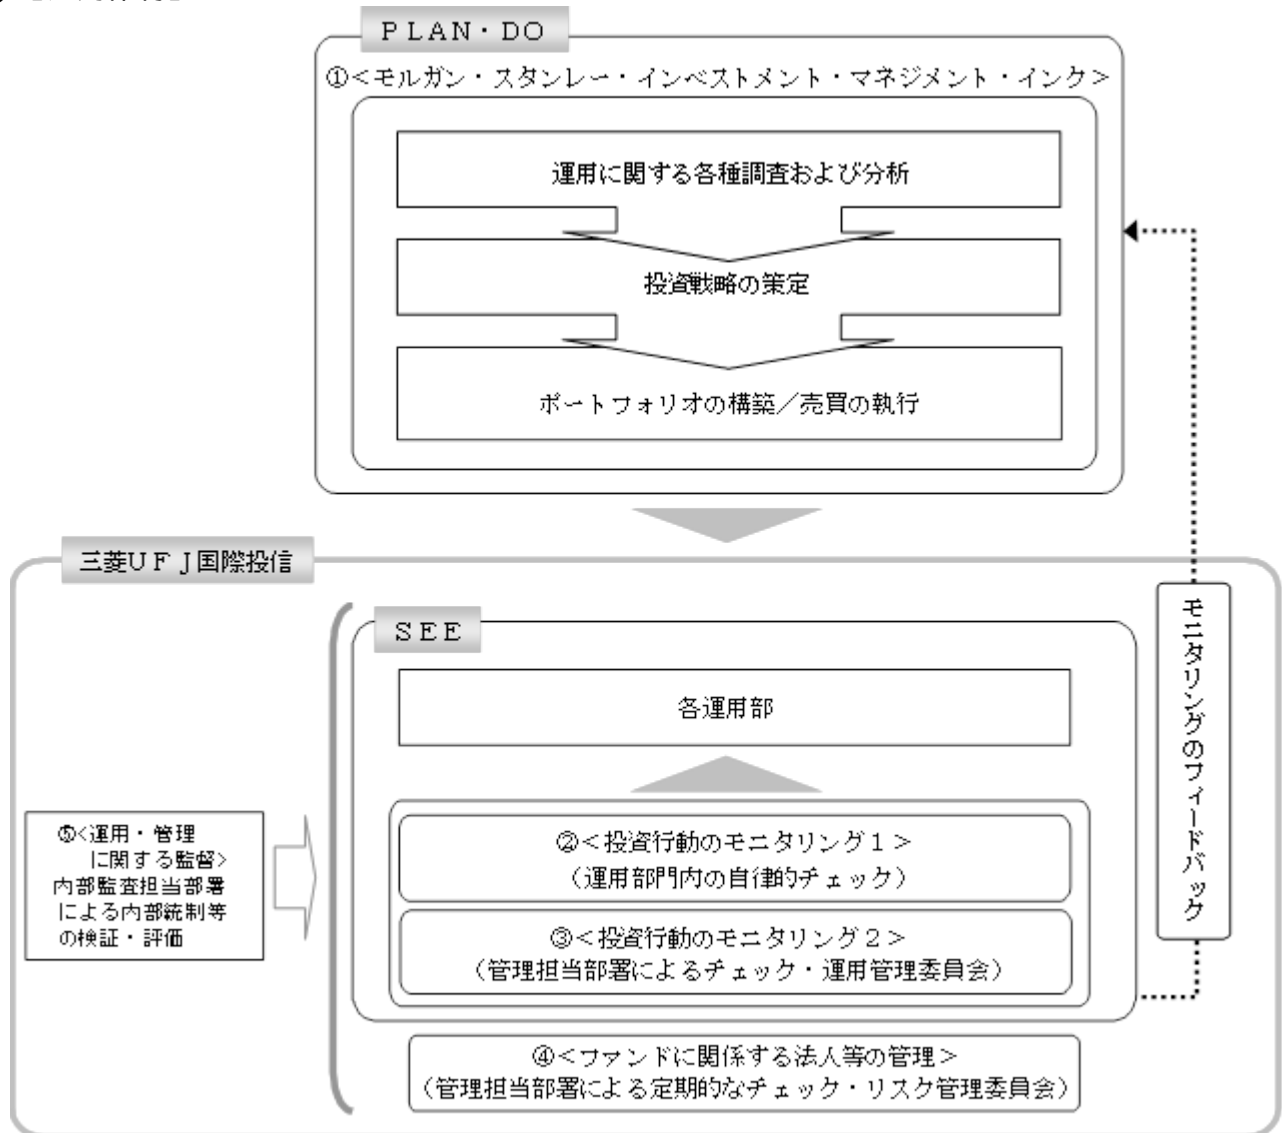 ＰＬＡＮ・ＤＯ
①＜モルガン・スタンレー・インベストメント・マネジメント・インク＞
運用に関する各種調査および分析
投資戦略の策定
ポートフォリオの構築／売買の執行
三菱ＵＦＪ国際投信
ＳＥＥ
各運用部
②＜投資行動のモニタリング１＞
（運用部門内の自律的チェック）
③＜投資行動のモニタリング２＞
（管理担当部署によるチェック・運用管理委員会）
④＜ファンドに関係する法人等の管理＞
（管理担当部署による定期的なチェック・リスク管理委員会）
⑤<運用・管理
に関する監督>
内部監査担当部署
による内部統制等
の検証・評価
モニタリングのフィードバック